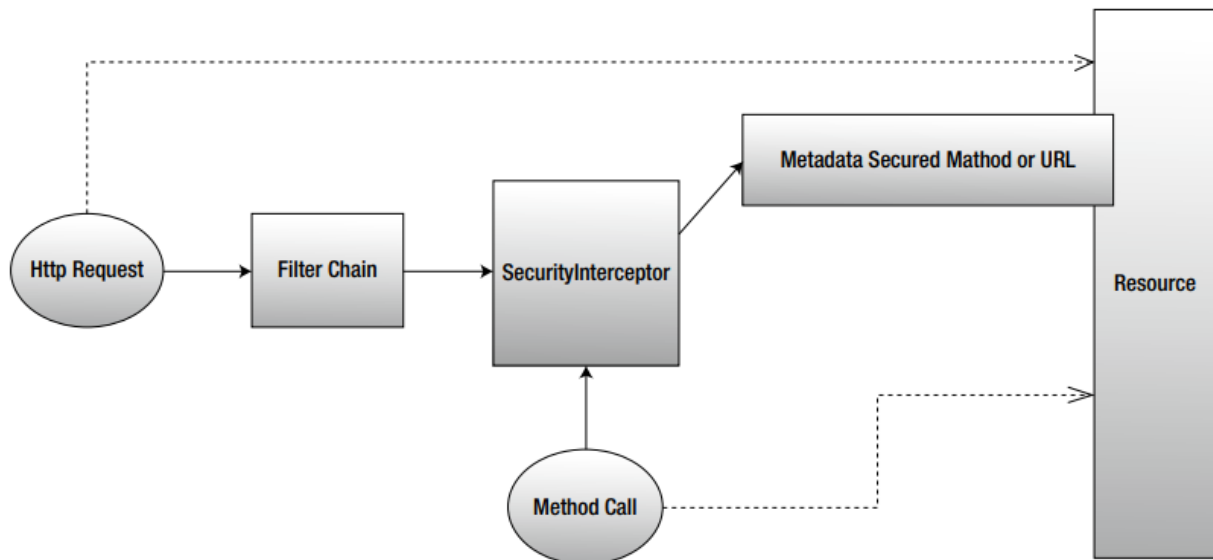 Metadata Secured Mathod or URL
Http Request
Filter Chain
SecurityInterceptor
Resource
Method Call